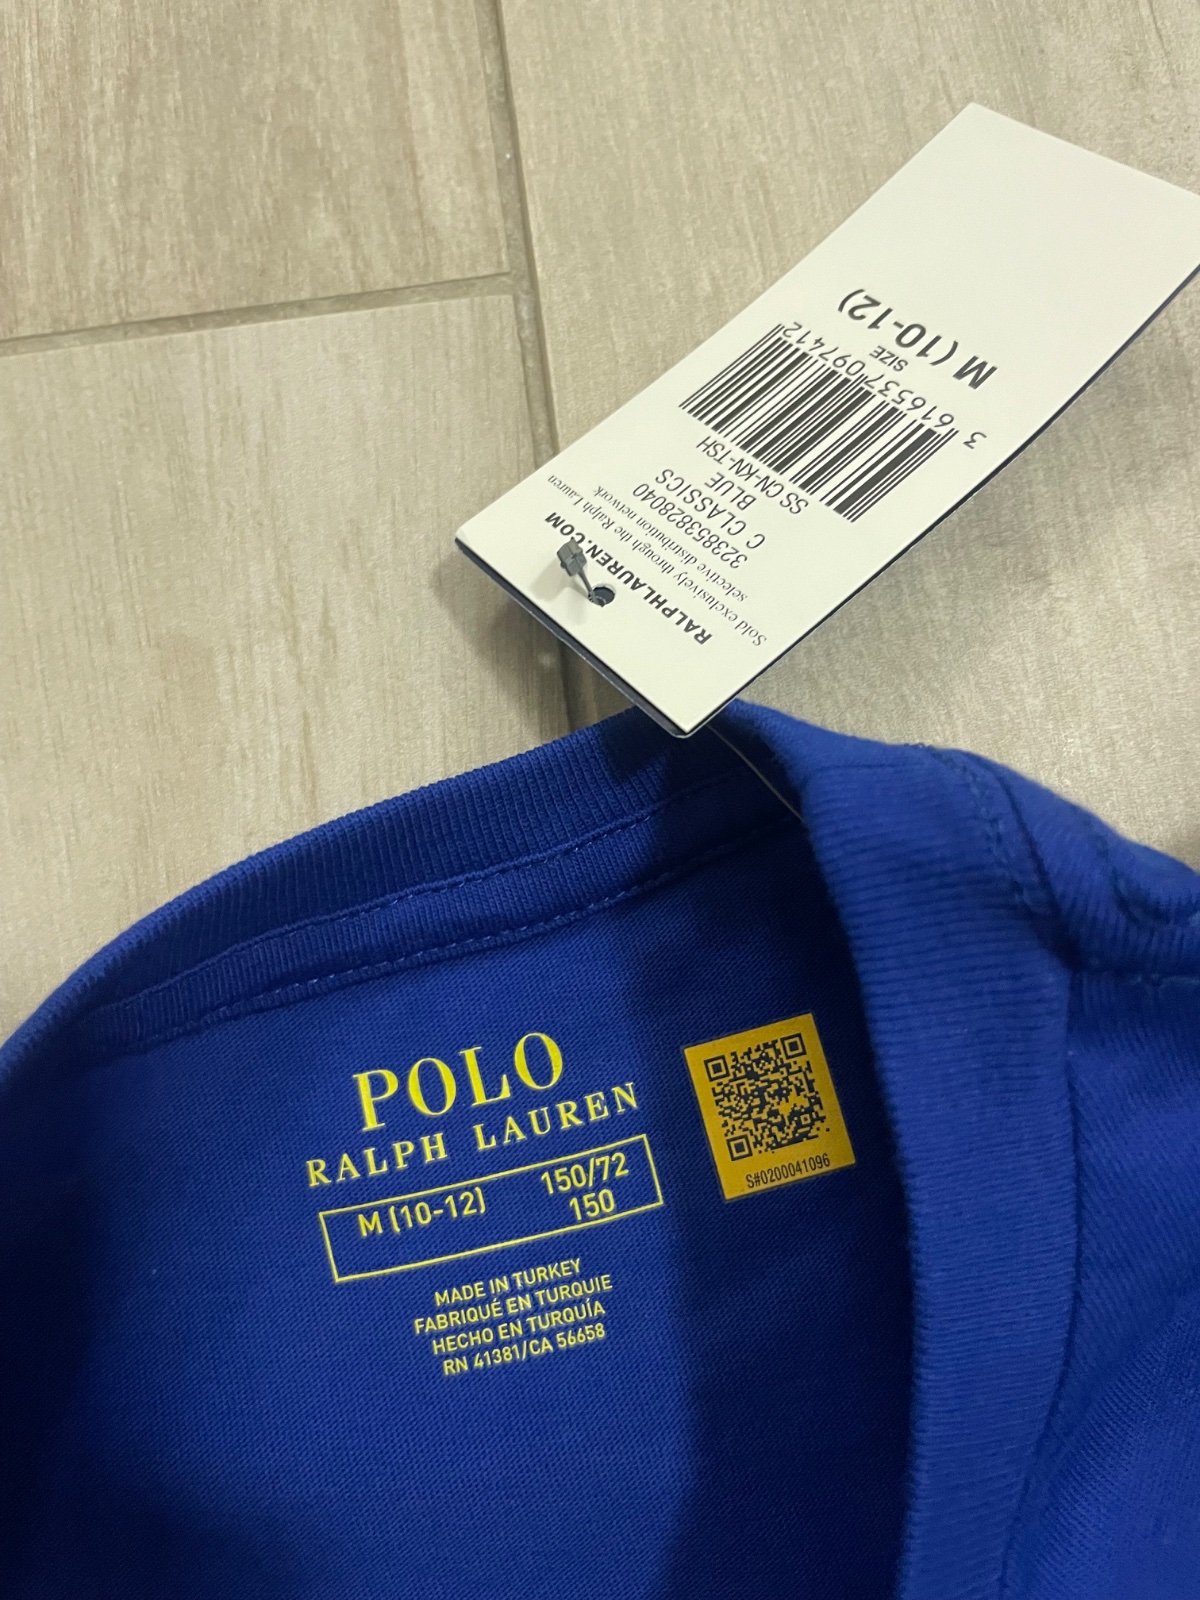 RALPHLAUREN.COM
Sold exclusively through the Ralph Lauren
selective distribution network
323853828040
C CLASSICS
BLUE
SS CN-KN-TSH
3 616537 097412
SIZE
M (10-12)
POLO
RALPH LAUREN
M (10-12) 150/72
150
MADE IN TURKEY
FABRIQUÉ EN TURQUIE
HECHO EN TURQUÍA
RN 41381/CA 56658
S#0200041096